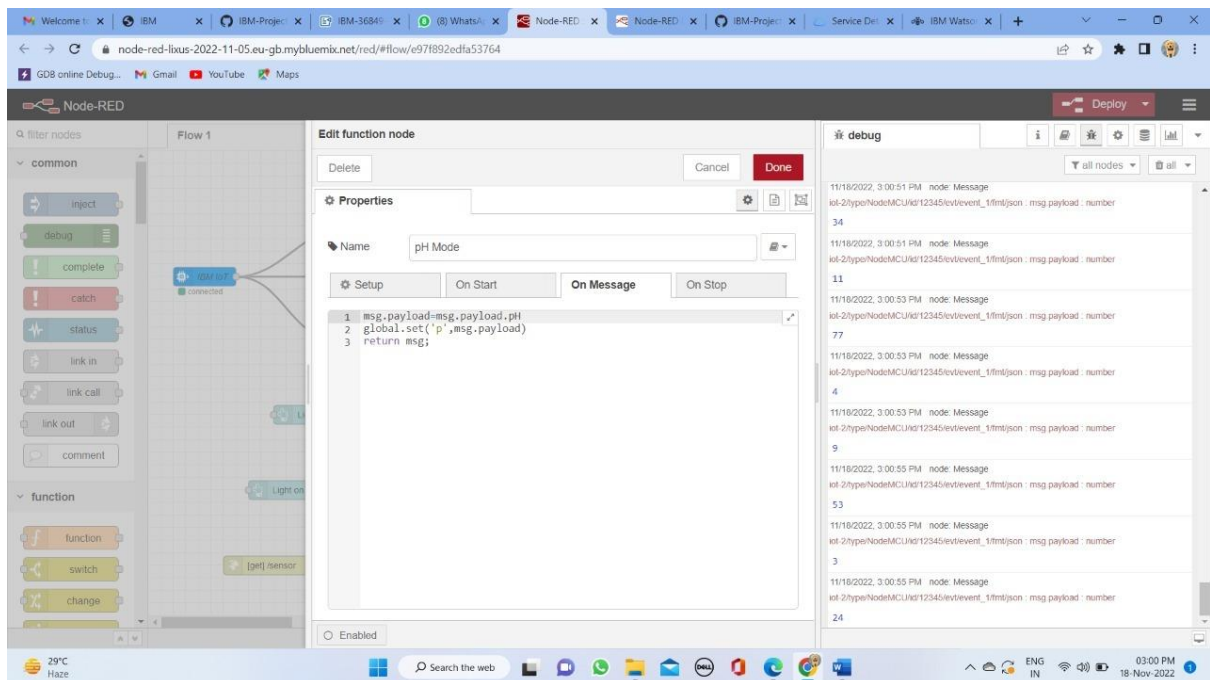 Welcome t
IBM
IBM-Project
IBM-36849-
(8) WhatsA
Node-RED
Node-RED
IBM-Project
Service Det
IBM Watso
node-red-lixus-2022-11-05.eu-gb.mybluemix.net/red/#flow/e97f892edfa53764
GDB online Debug...
Gmail
YouTube
Maps
Node-RED
Deploy
filter nodes
common
inject
debug
complete
catch
status
link in
link call
link out
comment
function
function
switch
change
Flow 1
IBM IoT
connected
Li
Light on
[get] /sensor
Edit function node
Delete
Cancel
Done
Properties
Name
pH Mode
Setup
On Start
On Message
On Stop
1 msg.payload=msg.payload.pH
2 global.set('p',msg.payload)
3 return msg;
Enabled
debug
all nodes
all
11/18/2022, 3:00:51 PM node: Message
iot-2/type/NodeMCU/id/12345/evt/event_1/fmt/json : msg.payload : number
34
11/18/2022, 3:00:51 PM node: Message
iot-2/type/NodeMCU/id/12345/evt/event_1/fmt/json : msg.payload : number
11
11/18/2022, 3:00:53 PM node: Message
iot-2/type/NodeMCU/id/12345/evt/event_1/fmt/json : msg.payload : number
77
11/18/2022, 3:00:53 PM node: Message
iot-2/type/NodeMCU/id/12345/evt/event_1/fmt/json : msg.payload : number
4
11/18/2022, 3:00:53 PM node: Message
iot-2/type/NodeMCU/id/12345/evt/event_1/fmt/json : msg.payload : number
9
11/18/2022, 3:00:55 PM node: Message
iot-2/type/NodeMCU/id/12345/evt/event_1/fmt/json : msg.payload : number
53
11/18/2022, 3:00:55 PM node: Message
iot-2/type/NodeMCU/id/12345/evt/event_1/fmt/json : msg.payload : number
3
11/18/2022, 3:00:55 PM node: Message
iot-2/type/NodeMCU/id/12345/evt/event_1/fmt/json : msg.payload : number
24
29°C
Haze
Search the web
DELL
ENG
IN
03:00 PM
18-Nov-2022
1